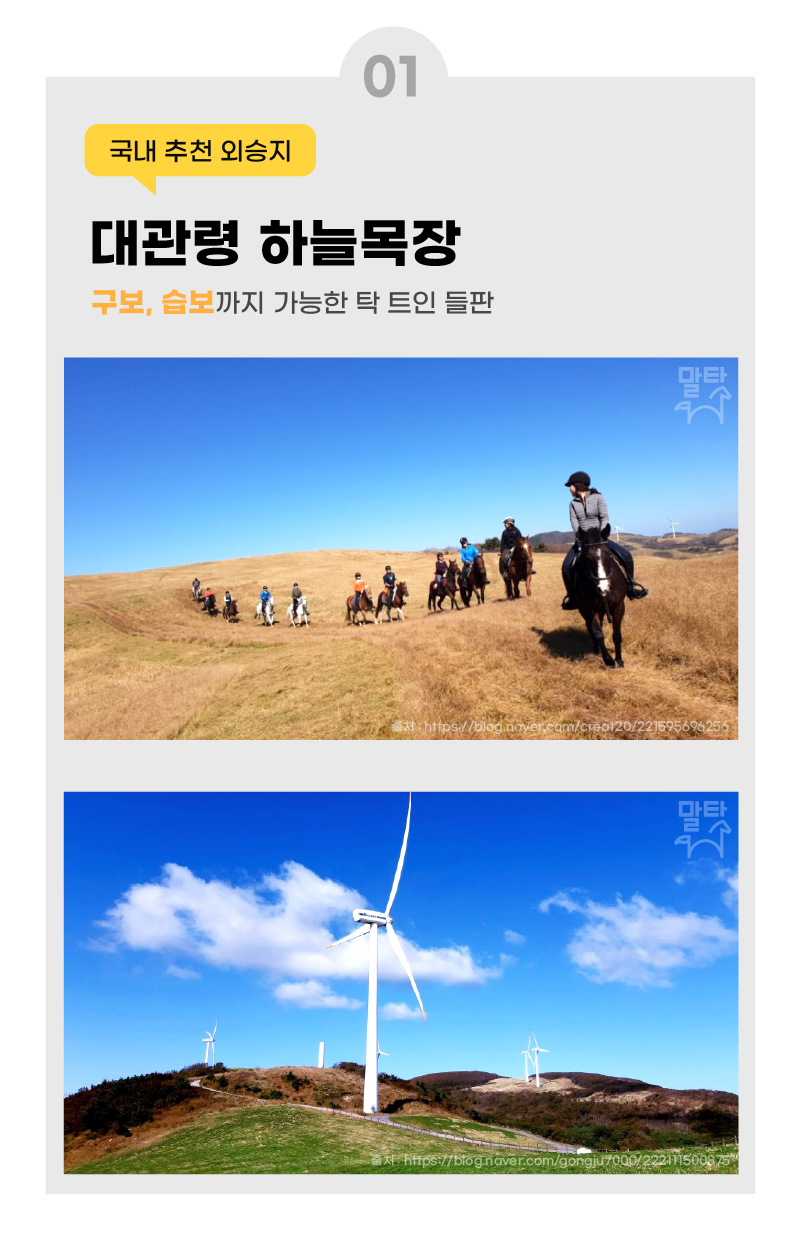 01
국내 추천 외승지
대관령 하늘목장
구보, 습보까지 가능한 탁 트인 들판
말타
출처 : https://blog.naver.com/creat20/221595696256
말타
출처 : https://blog.naver.com/gongju7000/222111500875